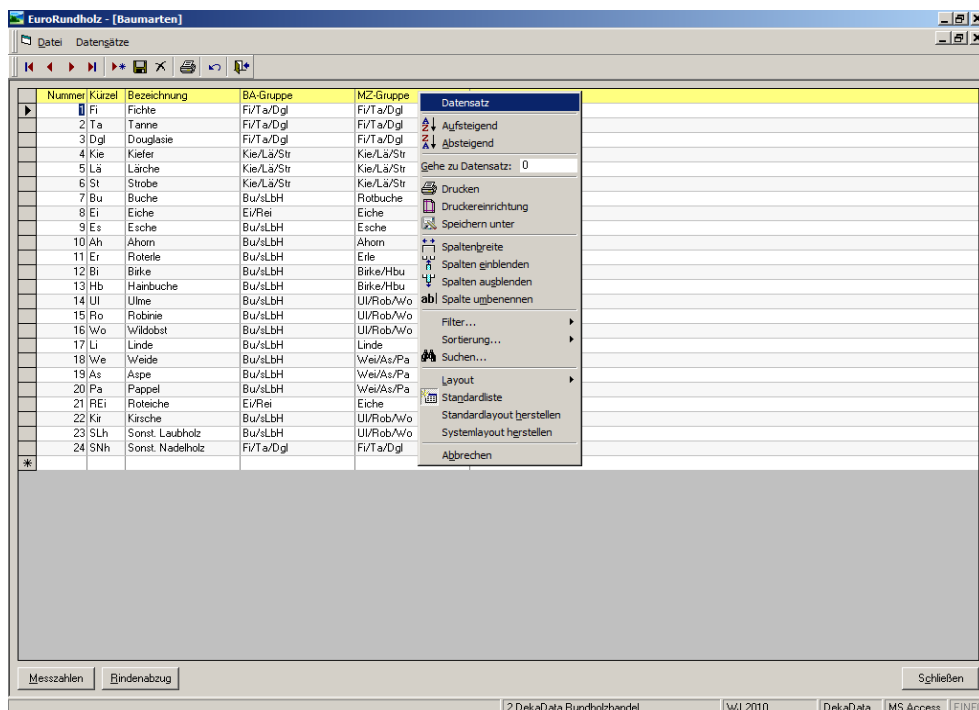 EuroRundholz - [Baumarten]
Datei Datensätze
Nummer Kürzel Bezeichnung BA-Gruppe MZ-Gruppe
1 Fi Fichte Fi/Ta/Dgl Fi/Ta/Dgl
2 Ta Tanne Fi/Ta/Dgl Fi/Ta/Dgl
3 Dgl Douglasie Fi/Ta/Dgl Fi/Ta/Dgl
4 Kie Kiefer Kie/Lä/Str Kie/Lä/Str
5 Lä Lärche Kie/Lä/Str Kie/Lä/Str
6 St Strobe Kie/Lä/Str Kie/Lä/Str
7 Bu Buche Bu/sLbH Rotbuche
8 Ei Eiche Ei/Rei Eiche
9 Es Esche Bu/sLbH Esche
10 Ah Ahorn Bu/sLbH Ahorn
11 Er Roterle Bu/sLbH Erle
12 Bi Birke Bu/sLbH Birke/Hbu
13 Hb Hainbuche Bu/sLbH Birke/Hbu
14 Ul Ulme Bu/sLbH Ul/Rob/Wo
15 Ro Robinie Bu/sLbH Ul/Rob/Wo
16 Wo Wildobst Bu/sLbH Ul/Rob/Wo
17 Li Linde Bu/sLbH Linde
18 We Weide Bu/sLbH Wei/As/Pa
19 As Aspe Bu/sLbH Wei/As/Pa
20 Pa Pappel Bu/sLbH Wei/As/Pa
21 REi Roteiche Ei/Rei Eiche
22 Kir Kirsche Bu/sLbH Ul/Rob/Wo
23 SLh Sonst. Laubholz Bu/sLbH Ul/Rob/Wo
24 SNh Sonst. Nadelholz Fi/Ta/Dgl Fi/Ta/Dgl
Datensatz
Aufsteigend
Absteigend
Gehe zu Datensatz: 0
Drucken
Druckereinrichtung
Speichern unter
Spaltenbreite
Spalten einblenden
Spalten ausblenden
ab Spalte umbenennen
Filter...
Sortierung...
Suchen...
Layout
Standardliste
Standardlayout herstellen
Systemlayout herstellen
Abbrechen
Messzahlen Rindenabzug Schließen
2 DekaData Rundholzhandel WJ 2010 DekaData MS Access EINF